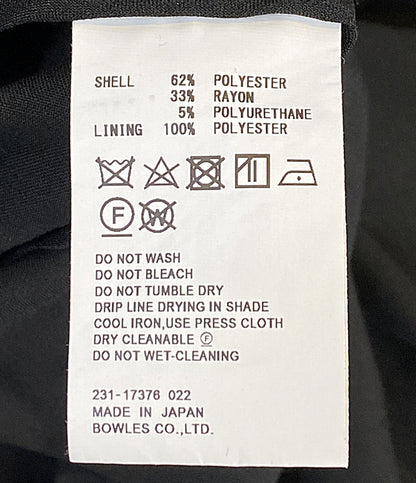 SHELL 62% POLYESTER
33% RAYON
5% POLYURETHANE
LINING 100% POLYESTER
F W
DO NOT WASH
DO NOT BLEACH
DO NOT TUMBLE DRY
DRIP LINE DRYING IN SHADE
COOL IRON,USE PRESS CLOTH
DRY CLEANABLE Ⓕ
DO NOT WET-CLEANING
231-17376 022
MADE IN JAPAN
BOWLES CO.,LTD.